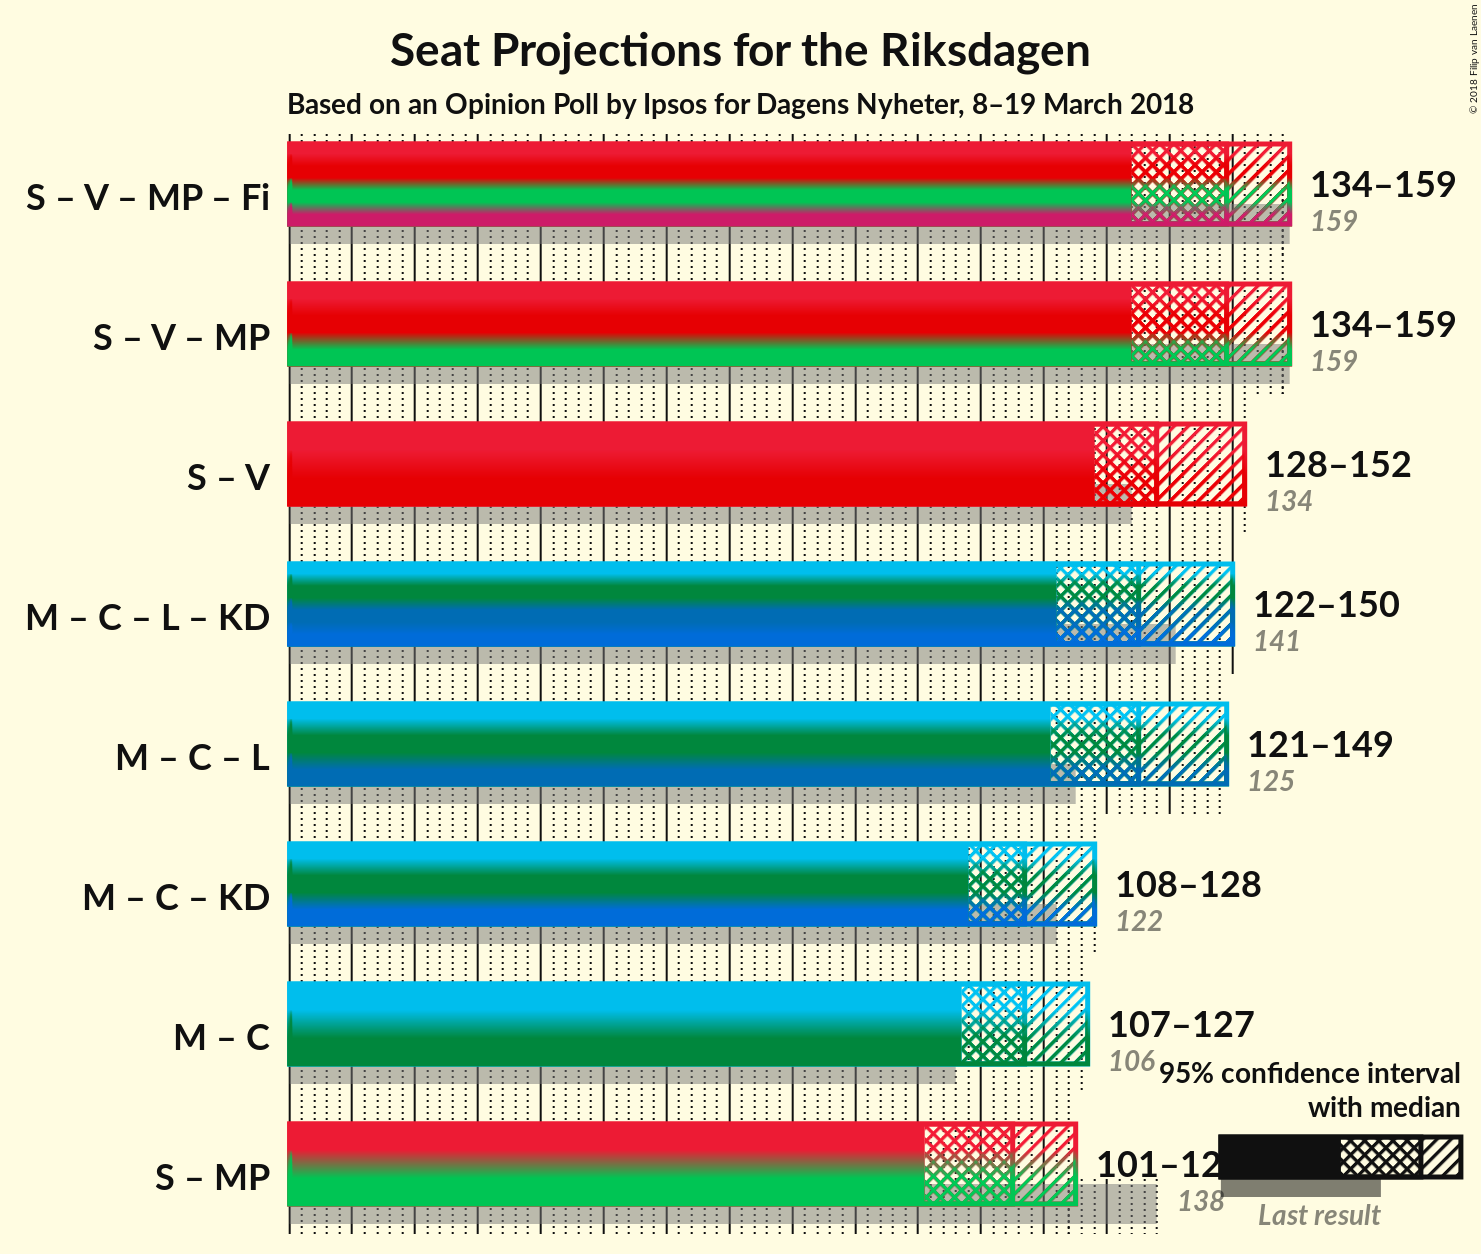 © 2018 Filip van Laenen
Seat Projections for the Riksdagen
Based on an Opinion Poll by Ipsos for Dagens Nyheter, 8–19 March 2018
S – V – MP – Fi
134–159
159
S – V – MP
134–159
159
S – V
128–152
134
M – C – L – KD
122–150
141
M – C – L
121–149
125
M – C – KD
108–128
122
M – C
107–127
106
95% confidence interval
with median
S – MP
101–12
138
Last result